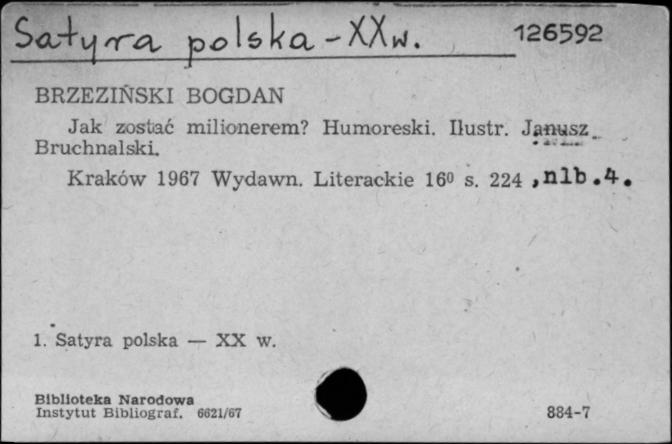 Satyra polska - XX w.
126592
BRZEZIŃSKI BOGDAN
Jak zostać milionerem? Humoreski. Ilustr. Janusz
Bruchnalski.
Kraków 1967 Wydawn. Literackie 16⁰ s. 224 , nlb. 4.
1. Satyra polska — XX w.
Biblioteka Narodowa
Instytut Bibliograf. 6621/67
884-7